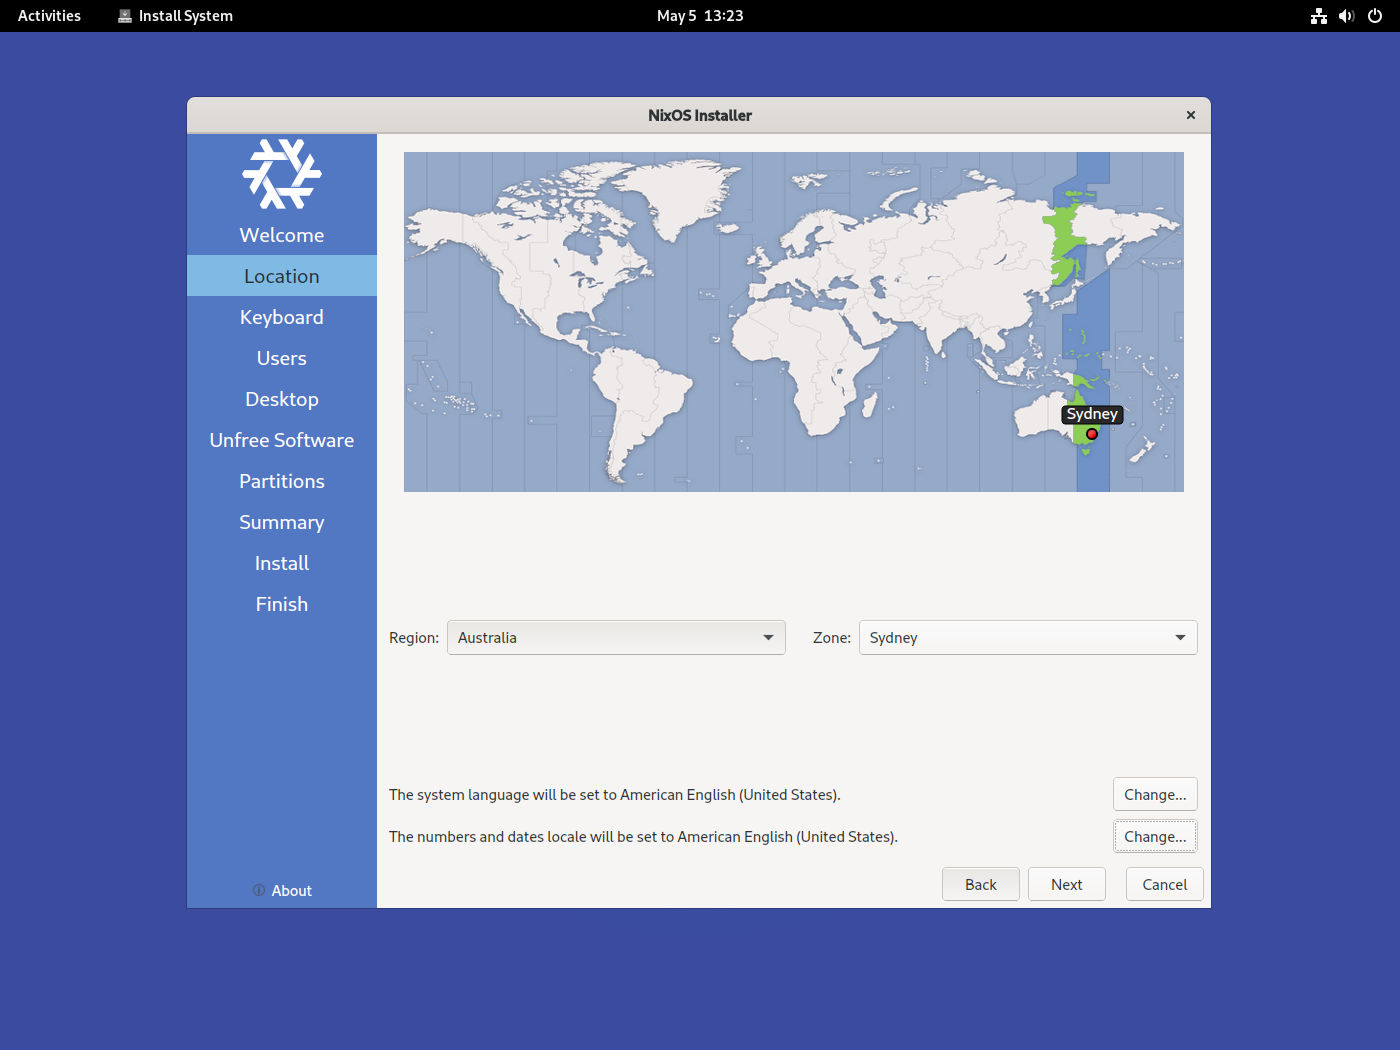 Activities Install System May 5 13:23
NixOS Installer
Welcome
Location
Keyboard
Users
Desktop
Unfree Software
Partitions
Summary
Install
Finish
About
Sydney
Region: Australia Zone: Sydney
The system language will be set to American English (United States). Change...
The numbers and dates locale will be set to American English (United States). Change...
Back Next Cancel